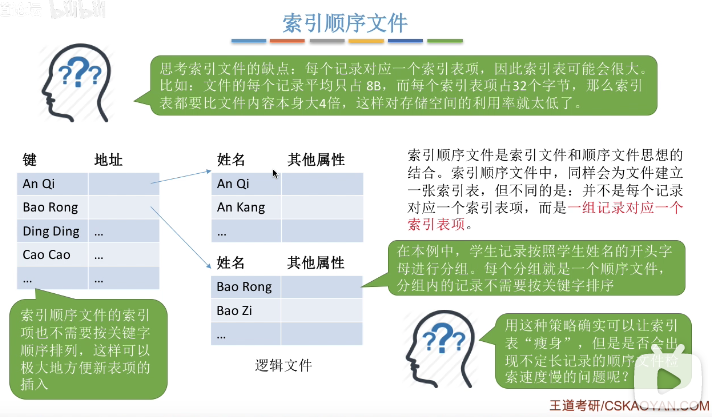 索引顺序文件
思考索引文件的缺点：每个记录对应一个索引表项，因此索引表可能会很大。
比如：文件的每个记录平均只占 8B，而每个索引表项占32个字节，那么索引
表都要比文件内容本身大4倍，这样对存储空间的利用率就太低了。
键 地址
An Qi
Bao Rong
Ding Ding …
Cao Cao …
… …
姓名 其他属性
An Qi
An Kang
…
姓名 其他属性
Bao Rong
Bao Zi
…
逻辑文件
索引顺序文件是索引文件和顺序文件思想的
结合。索引顺序文件中，同样会为文件建立
一张索引表，但不同的是：并不是每个记录
对应一个索引表项，而是一组记录对应一个
索引表项。
在本例中，学生记录按照学生姓名的开头字
母进行分组。每个分组就是一个顺序文件，
分组内的记录不需要按关键字排序
索引顺序文件的索引
项也不需要按关键字
顺序排列，这样可以
极大地方便新表项的
插入
用这种策略确实可以让索引
表“瘦身”，但是是否会出
现不定长记录的顺序文件检
索速度慢的问题呢？
王道考研/CSKAOYAN.COM